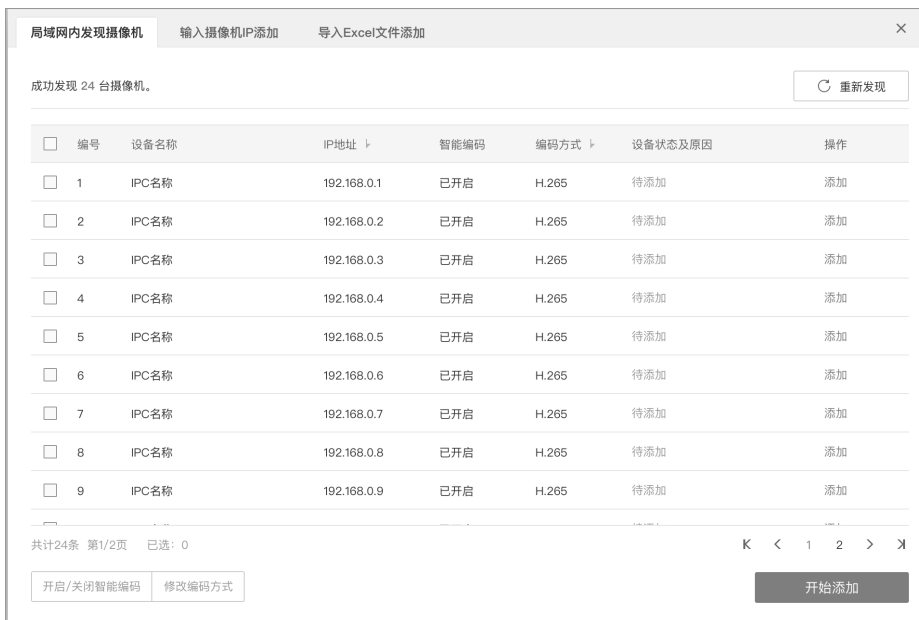 局域网内发现摄像机 输入摄像机IP添加 导入Excel文件添加
成功发现 24 台摄像机。 重新发现
编号 设备名称 IP地址 智能编码 编码方式 设备状态及原因 操作
1 IPC名称 192.168.0.1 已开启 H.265 待添加 添加
2 IPC名称 192.168.0.2 已开启 H.265 待添加 添加
3 IPC名称 192.168.0.3 已开启 H.265 待添加 添加
4 IPC名称 192.168.0.4 已开启 H.265 待添加 添加
5 IPC名称 192.168.0.5 已开启 H.265 待添加 添加
6 IPC名称 192.168.0.6 已开启 H.265 待添加 添加
7 IPC名称 192.168.0.7 已开启 H.265 待添加 添加
8 IPC名称 192.168.0.8 已开启 H.265 待添加 添加
9 IPC名称 192.168.0.9 已开启 H.265 待添加 添加
共计24条 第1/2页 已选：0 1 2
开启/关闭智能编码 修改编码方式 开始添加